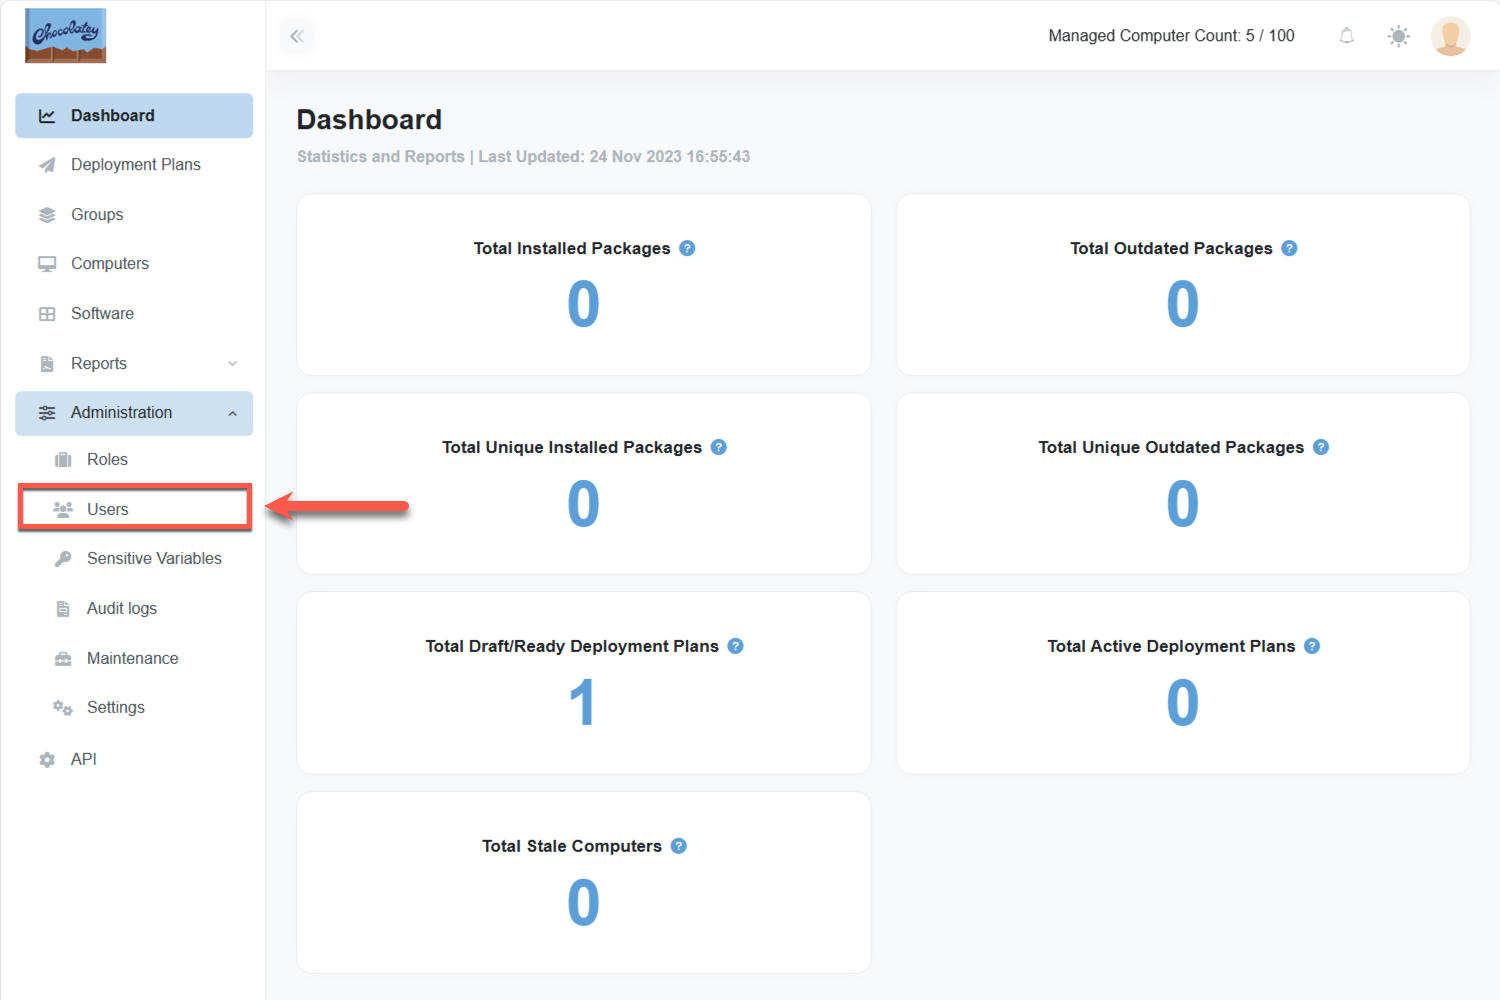 Chocolatey
Managed Computer Count: 5 / 100
Dashboard
Deployment Plans
Groups
Computers
Software
Reports
Administration
Roles
Users
Sensitive Variables
Audit logs
Maintenance
Settings
API
Dashboard
Statistics and Reports | Last Updated: 24 Nov 2023 16:55:43
Total Installed Packages ?
0
Total Outdated Packages ?
0
Total Unique Installed Packages ?
0
Total Unique Outdated Packages ?
0
Total Draft/Ready Deployment Plans ?
1
Total Active Deployment Plans ?
0
Total Stale Computers ?
0